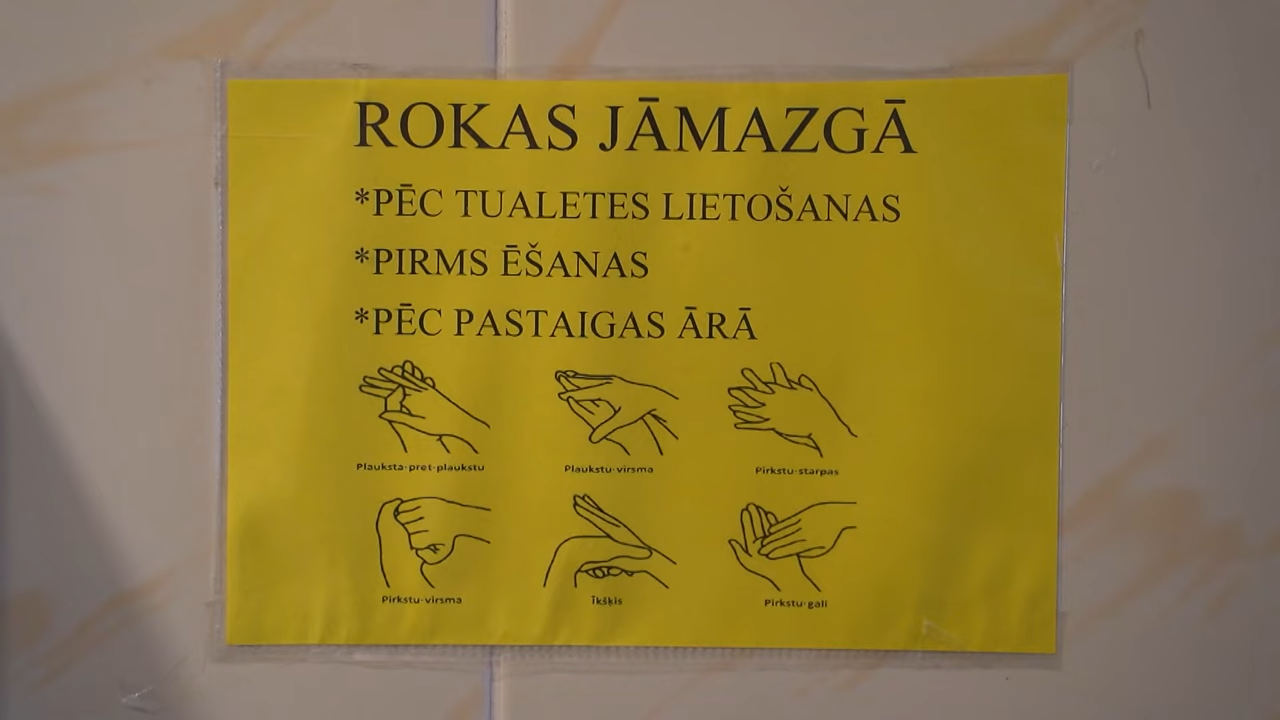 ROKAS JĀMAZGĀ
*PĒC TUALETES LIETOŠANAS
*PIRMS ĒŠANAS
*PĒC PASTAIGAS ĀRĀ
Plauksta·pret·plaukstu
Plaukstu·virsma
Pirkstu·starpas
Pirkstu·virsma
Īkšķis
Pirkstu·gali